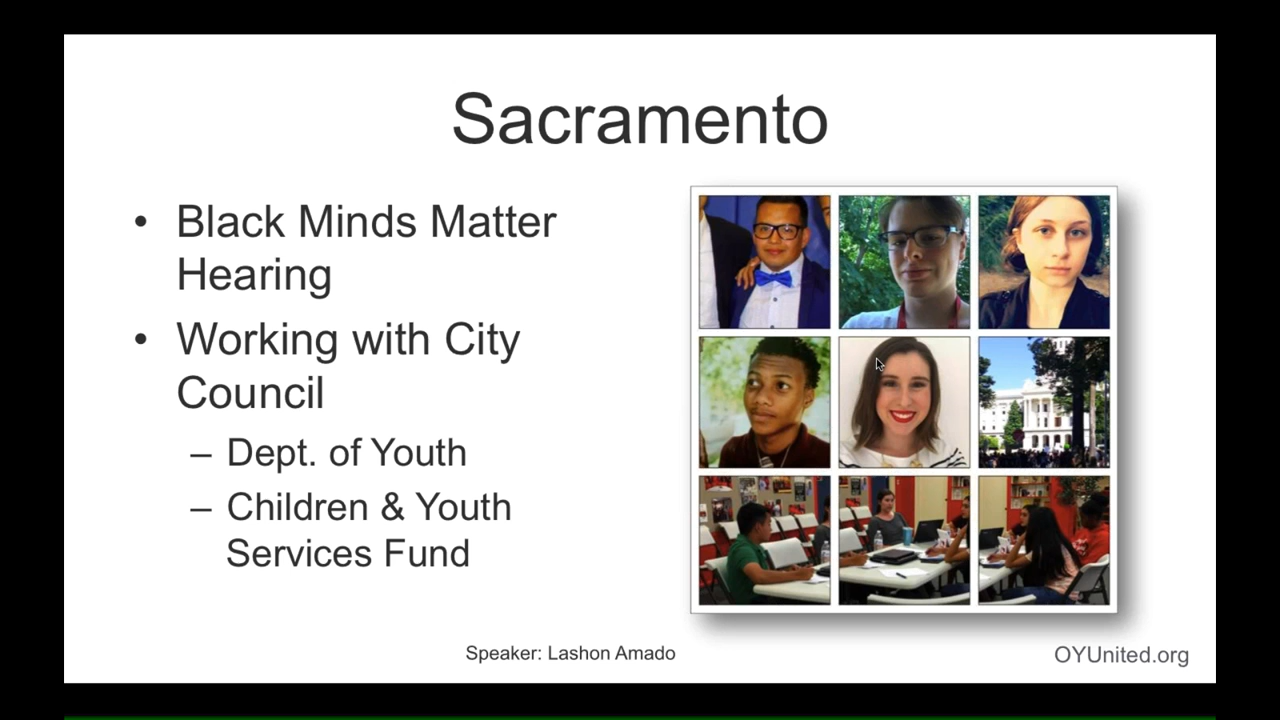 Sacramento
• Black Minds Matter
Hearing
• Working with City
Council
– Dept. of Youth
– Children & Youth
Services Fund
Speaker: Lashon Amado
OYUnited.org